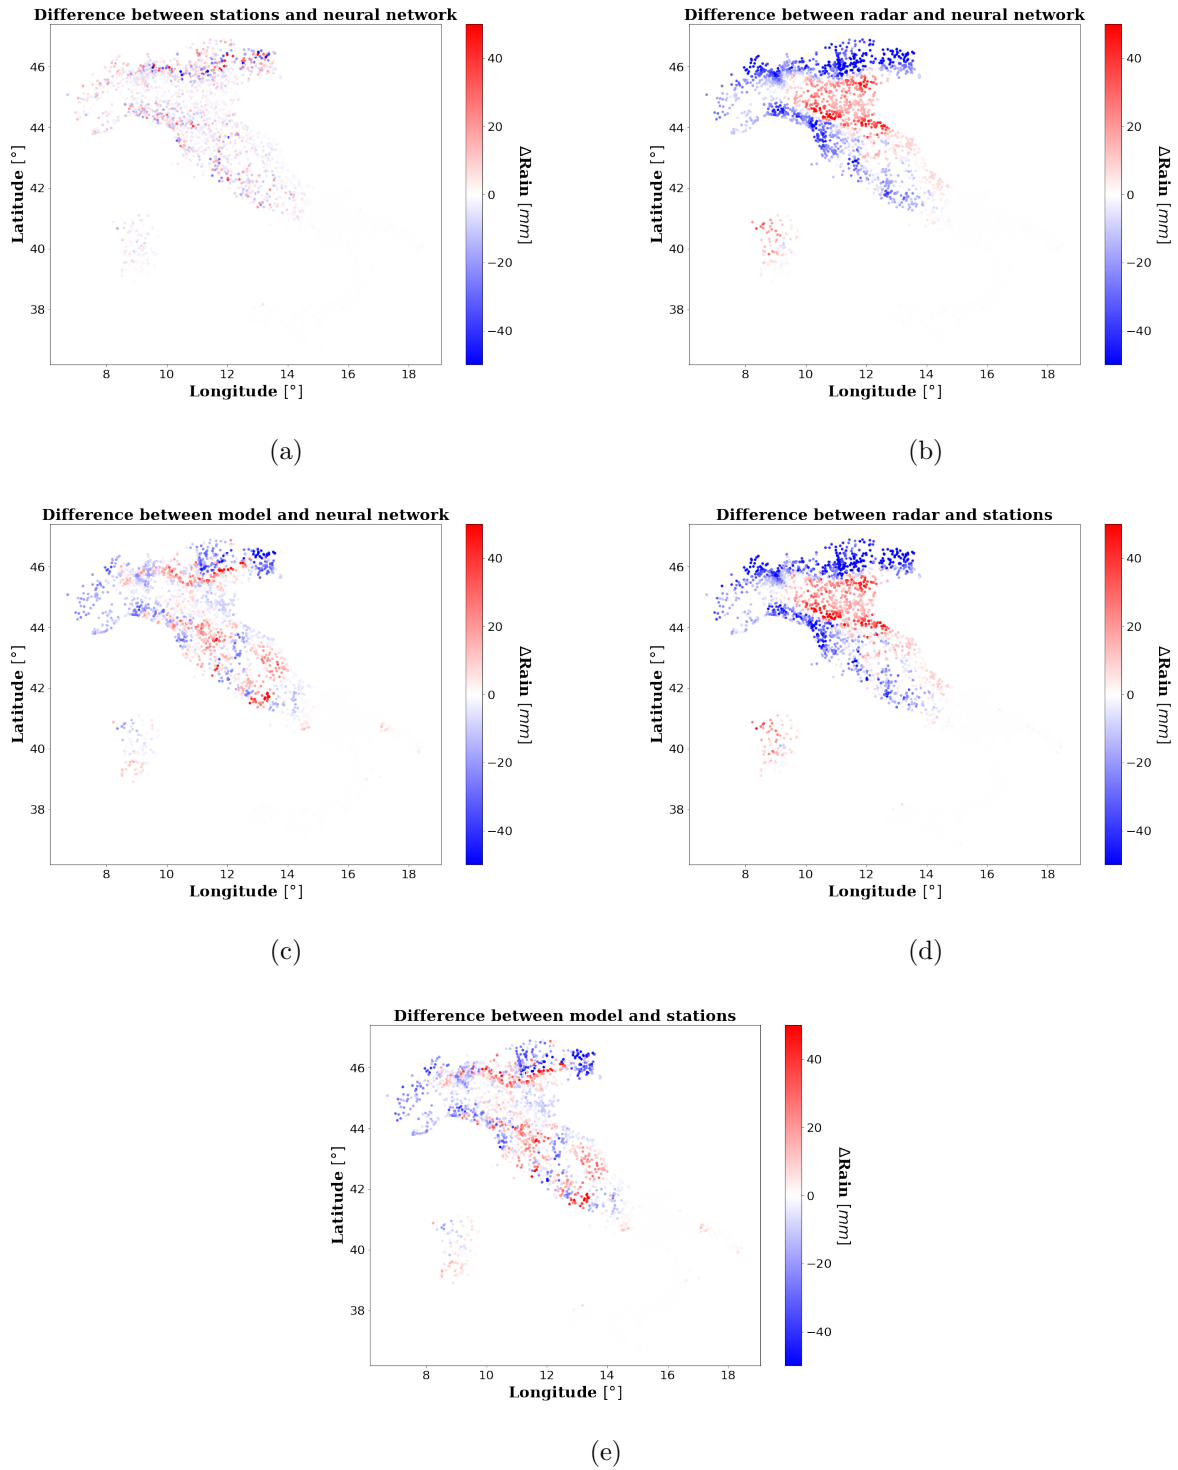 Difference between stations and neural network
46
44
42
40
38
8 10 12 14 16 18
Latitude [°]
Longitude [°]
40
20
0
−20
−40
ΔRain [mm]
(a)
Difference between radar and neural network
46
44
42
40
38
8 10 12 14 16 18
Latitude [°]
Longitude [°]
40
20
0
−20
−40
ΔRain [mm]
(b)
Difference between model and neural network
46
44
42
40
38
8 10 12 14 16 18
Latitude [°]
Longitude [°]
40
20
0
−20
−40
ΔRain [mm]
(c)
Difference between radar and stations
46
44
42
40
38
8 10 12 14 16 18
Latitude [°]
Longitude [°]
40
20
0
−20
−40
ΔRain [mm]
(d)
Difference between model and stations
46
44
42
40
38
8 10 12 14 16 18
Latitude [°]
Longitude [°]
40
20
0
−20
−40
ΔRain [mm]
(e)